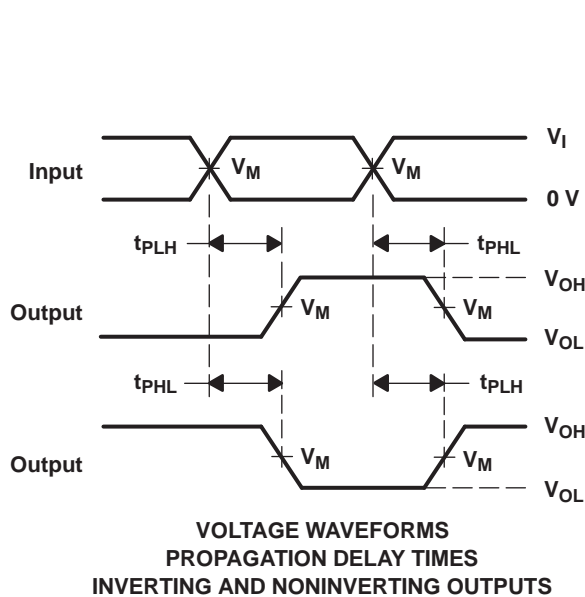 V_I
Input V_M V_M
0 V
t_PLH t_PHL
V_OH
Output V_M V_M
V_OL
t_PHL t_PLH
V_OH
Output V_M V_M
V_OL
VOLTAGE WAVEFORMS
PROPAGATION DELAY TIMES
INVERTING AND NONINVERTING OUTPUTS